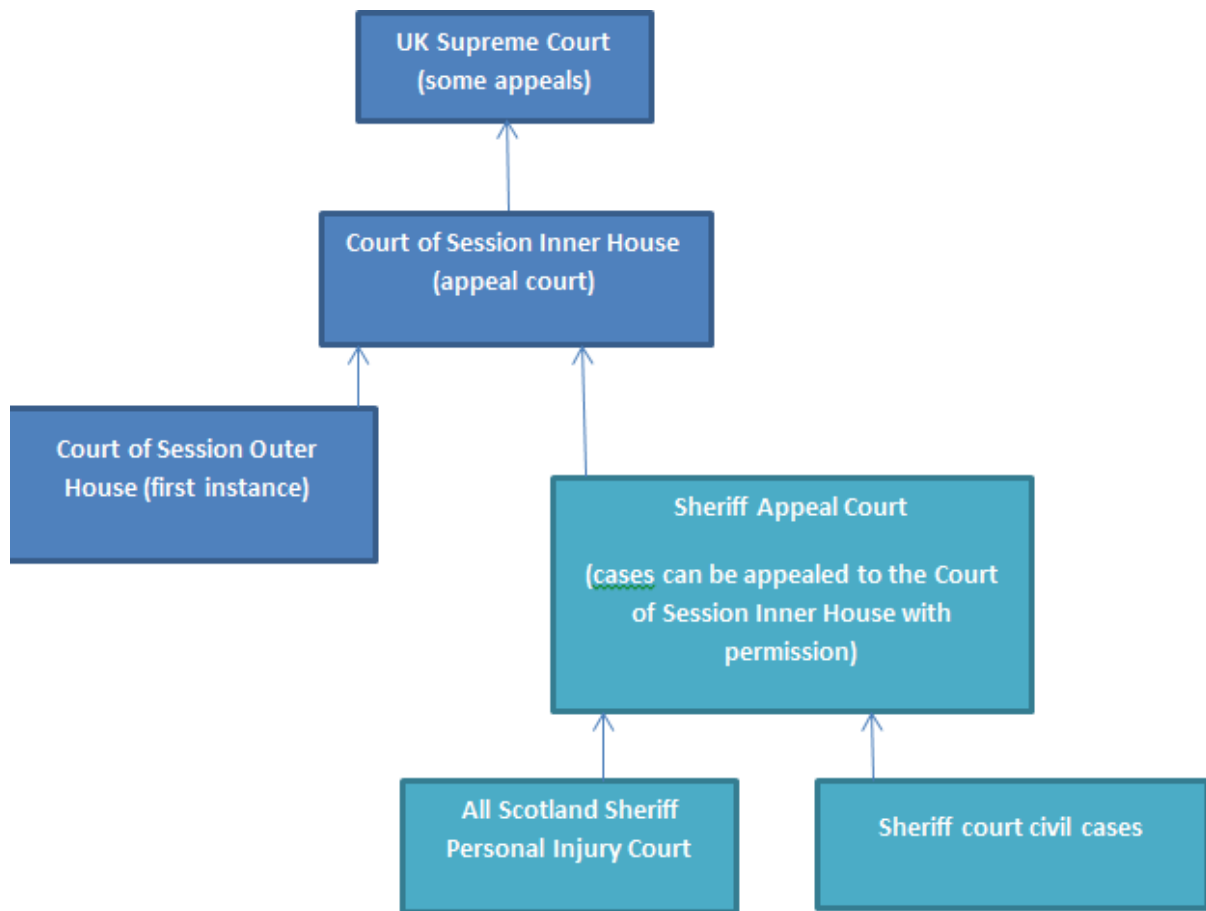 UK Supreme Court
(some appeals)
Court of Session Inner House
(appeal court)
Court of Session Outer
House (first instance)
Sheriff Appeal Court
(cases can be appealed to the Court
of Session Inner House with
permission)
All Scotland Sheriff
Personal Injury Court
Sheriff court civil cases